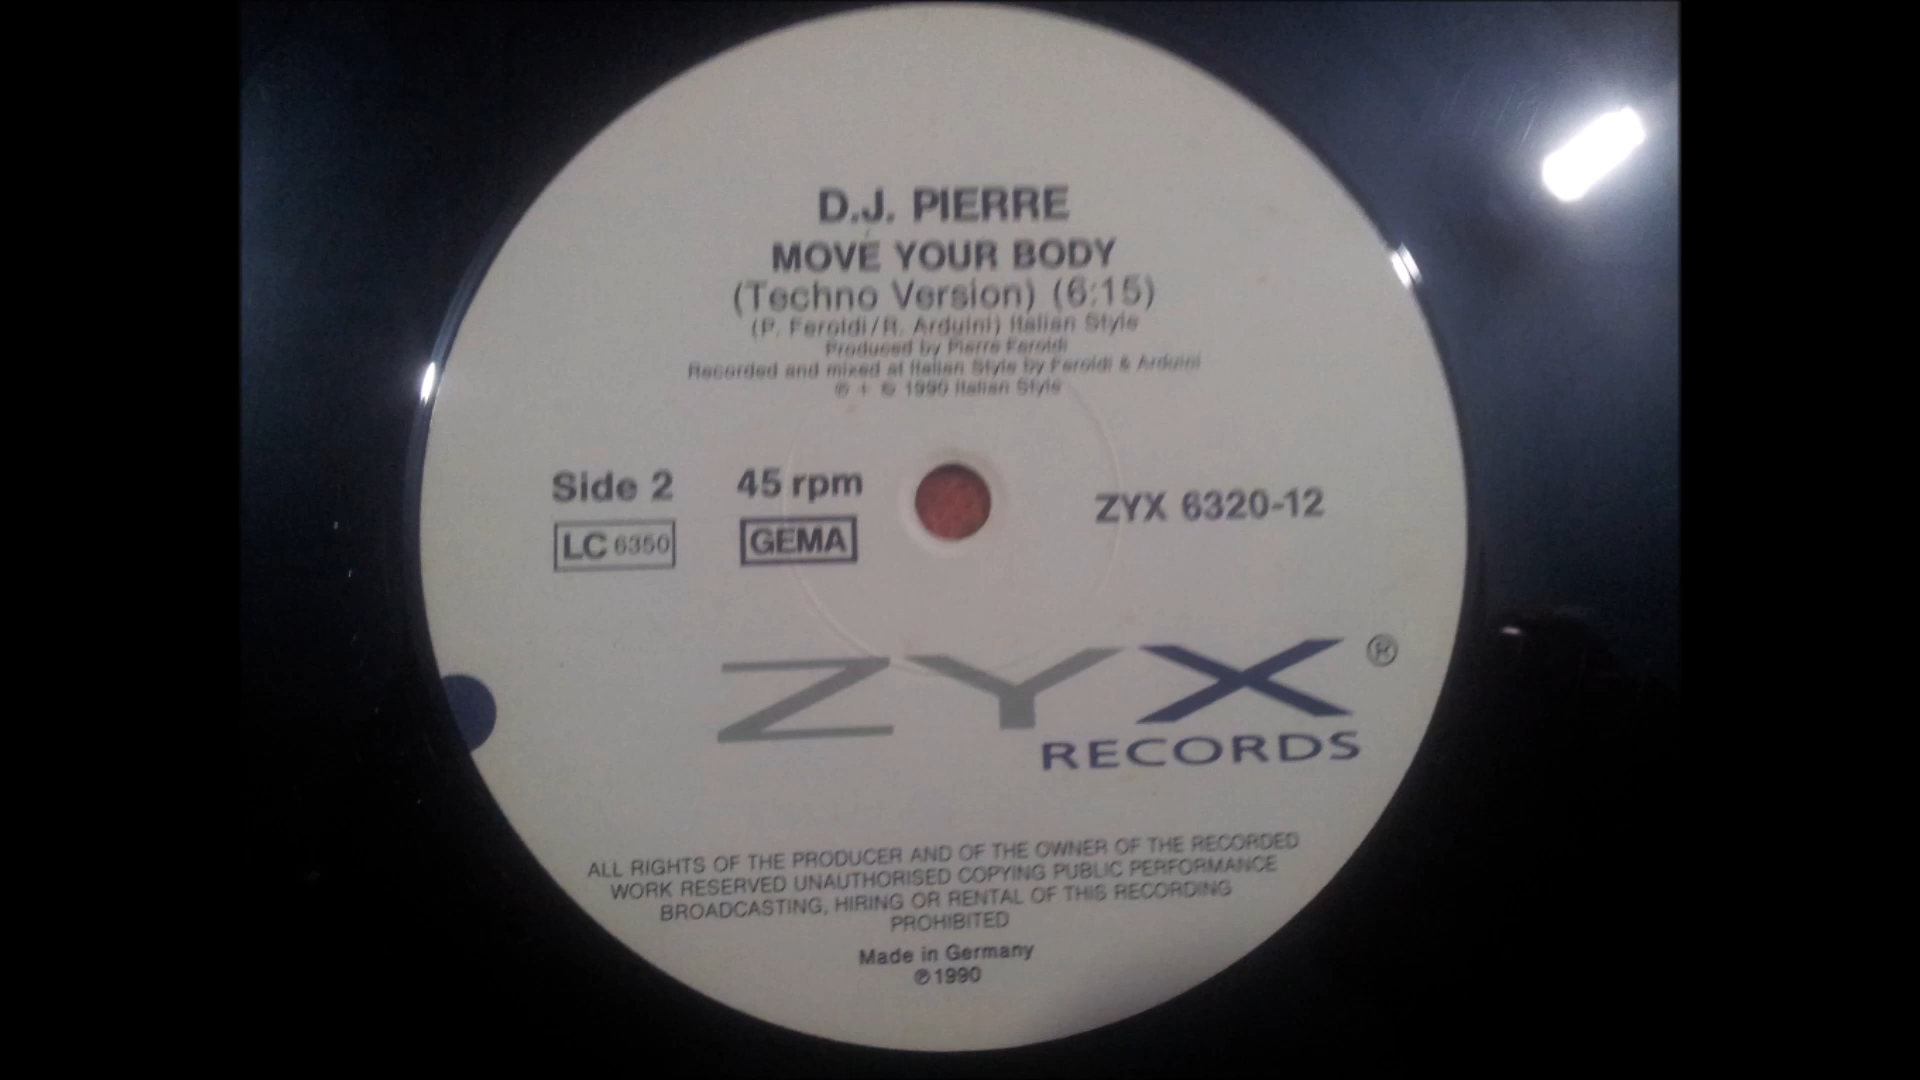 D.J. PIERRE
MOVE YOUR BODY
(Techno Version) (6:15)
(P. Feroldi/R. Arduini) Italian Style
Produced by Pierre Feroldi
Recorded and mixed at Italian Style by Feroldi & Arduini
℗ + © 1990 Italian Style
Side 2 45 rpm
ZYX 6320-12
LC 6350 GEMA
ZYX ®
RECORDS
ALL RIGHTS OF THE PRODUCER AND OF THE OWNER OF THE RECORDED
WORK RESERVED UNAUTHORISED COPYING PUBLIC PERFORMANCE
BROADCASTING, HIRING OR RENTAL OF THIS RECORDING
PROHIBITED
Made in Germany
℗1990